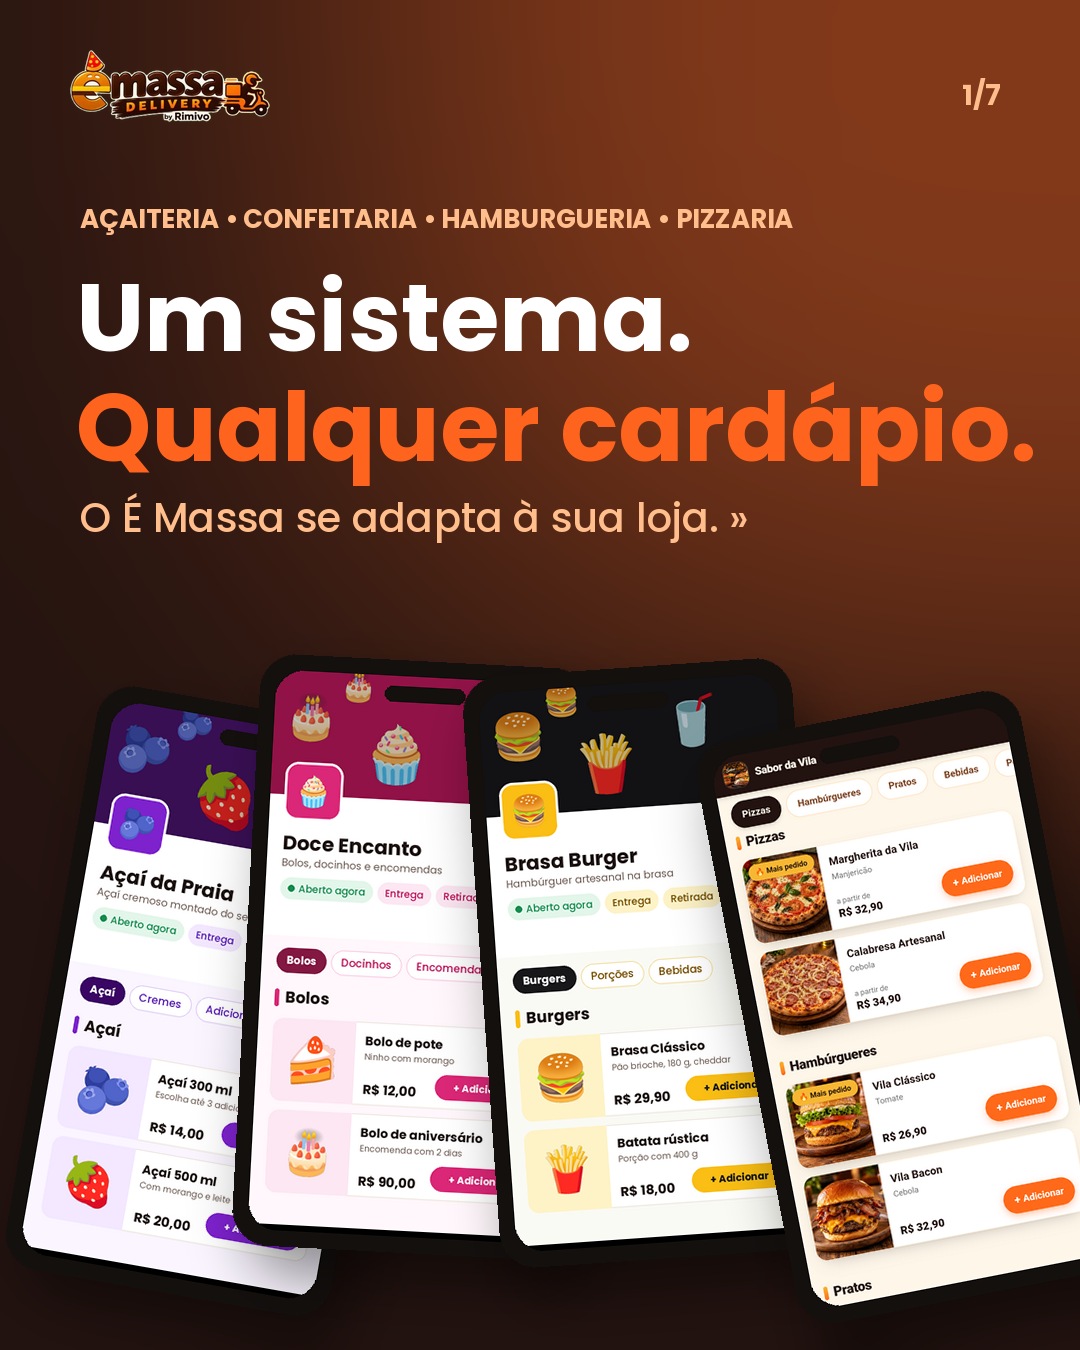 émassa
DELIVERY
by Rimivo
1/7
AÇAITERIA • CONFEITARIA • HAMBURGUERIA • PIZZARIA
Um sistema.
Qualquer cardápio.
O É Massa se adapta à sua loja. »
Açaí da Praia
Açaí cremoso montado do se
Aberto agora
Entrega
Açaí
Cremes
Adicion
Açaí
Açaí 300 ml
Escolha até 3 adici
R$ 14,00
Açaí 500 ml
Com morango e leite
R$ 20,00
+ A
Doce Encanto
Bolos, docinhos e encomendas
Aberto agora
Entrega
Retirad
Bolos
Docinhos
Encomenda
Bolos
Bolo de pote
Ninho com morango
R$ 12,00
+ Adici
Bolo de aniversário
Encomenda com 2 dias
R$ 90,00
+ Adicion
Brasa Burger
Hambúrguer artesanal na brasa
Aberto agora
Entrega
Retirada
Burgers
Porções
Bebidas
Burgers
Brasa Clássico
Pão brioche, 180 g, cheddar
R$ 29,90
+ Adiciona
Batata rústica
Porção com 400 g
R$ 18,00
+ Adicionar
Sabor da Vila
Pizzas
Hambúrgueres
Pratos
Bebidas
P
Pizzas
Mais pedido
Margherita da Vila
Manjericão
a partir de
R$ 32,90
+ Adicionar
Calabresa Artesanal
Cebola
a partir de
R$ 34,90
+ Adicionar
Hambúrgueres
Mais pedido
Vila Clássico
Tomate
R$ 26,90
+ Adicionar
Vila Bacon
Cebola
R$ 32,90
+ Adicionar
Pratos